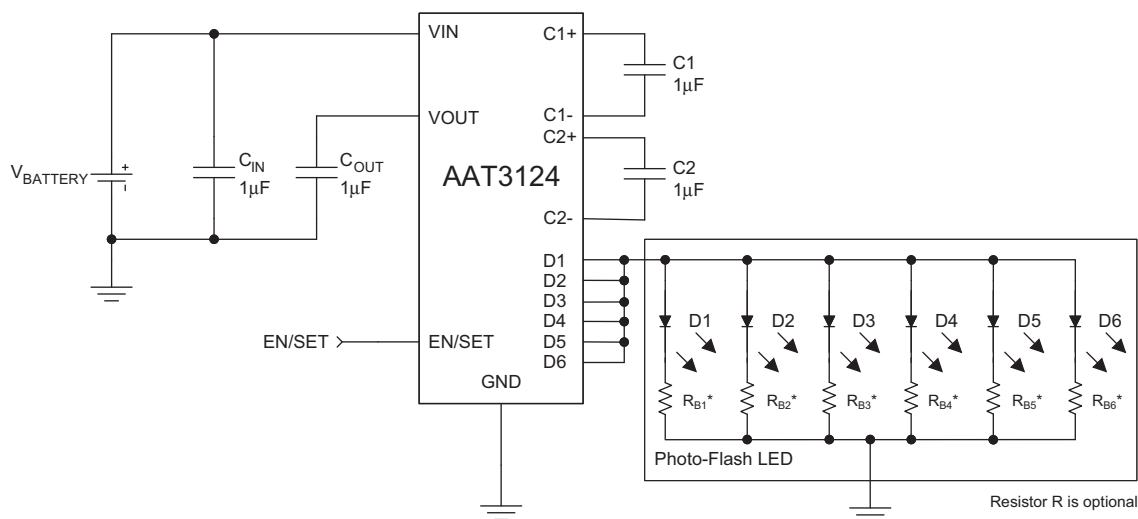 VIN
C1+
C1
1μF
C1-
VOUT
C2+
C2
1μF
C2-
AAT3124
V_BATTERY
+
-
C_IN
1μF
C_OUT
1μF
D1
D2
D3
D4
D5
D6
EN/SET
EN/SET
GND
D1
D2
D3
D4
D5
D6
R_B1*
R_B2*
R_B3*
R_B4*
R_B5*
R_B6*
Photo-Flash LED
Resistor R is optional